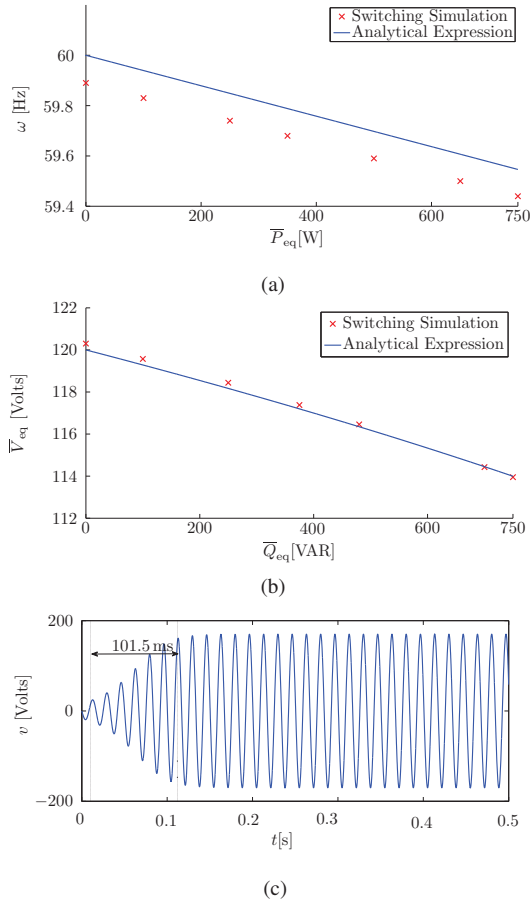 × Switching Simulation
— Analytical Expression
60
59.8
59.6
59.4
ω [Hz]
0
200
400
600
750
P̅eq[W]
(a)
× Switching Simulation
— Analytical Expression
122
120
118
116
114
112
V̅eq [Volts]
0
200
400
600
750
Q̅eq[VAR]
(b)
200
0
−200
v [Volts]
101.5 ms
0
0.1
0.2
0.3
0.4
0.5
t[s]
(c)